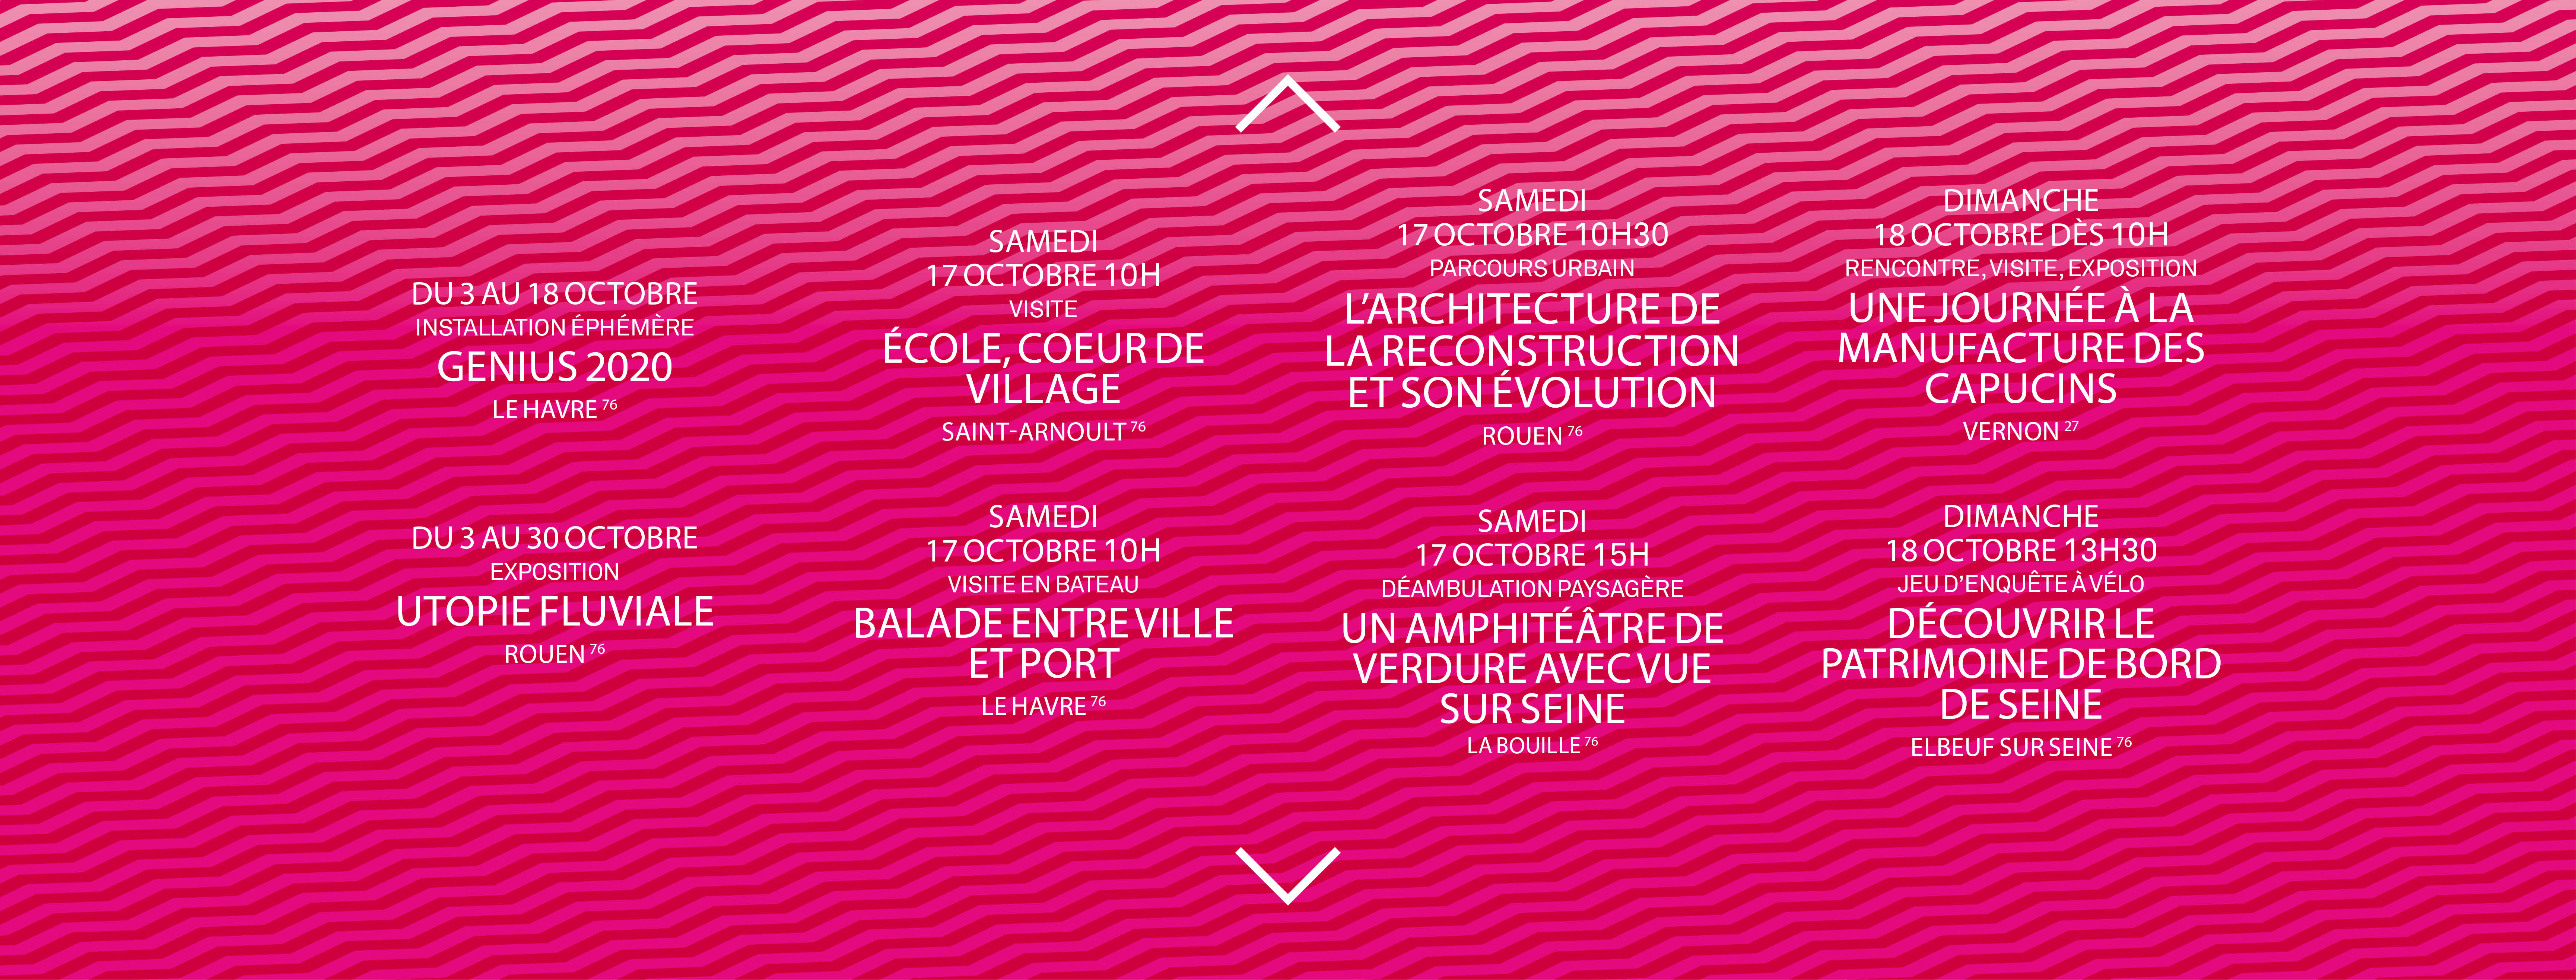 DU 3 AU 18 OCTOBRE
INSTALLATION ÉPHÉMÈRE
GENIUS 2020
LE HAVRE 76
DU 3 AU 30 OCTOBRE
EXPOSITION
UTOPIE FLUVIALE
ROUEN 76
SAMEDI
17 OCTOBRE 10H
VISITE
ÉCOLE, COEUR DE
VILLAGE
SAINT-ARNOULT 76
SAMEDI
17 OCTOBRE 10H
VISITE EN BATEAU
BALADE ENTRE VILLE
ET PORT
LE HAVRE 76
SAMEDI
17 OCTOBRE 10H30
PARCOURS URBAIN
L’ARCHITECTURE DE
LA RECONSTRUCTION
ET SON ÉVOLUTION
ROUEN 76
SAMEDI
17 OCTOBRE 15H
DÉAMBULATION PAYSAGÈRE
UN AMPHITÉÂTRE DE
VERDURE AVEC VUE
SUR SEINE
LA BOUILLE 76
DIMANCHE
18 OCTOBRE DÈS 10H
RENCONTRE, VISITE, EXPOSITION
UNE JOURNÉE À LA
MANUFACTURE DES
CAPUCINS
VERNON 27
DIMANCHE
18 OCTOBRE 13H30
JEU D’ENQUÊTE À VÉLO
DÉCOUVRIR LE
PATRIMOINE DE BORD
DE SEINE
ELBEUF SUR SEINE 76